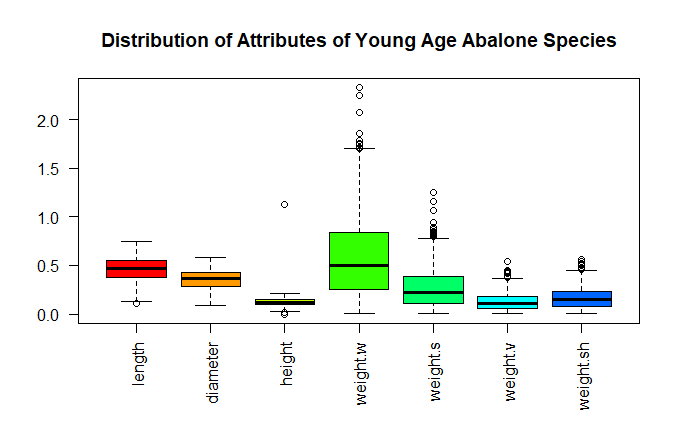 Distribution of Attributes of Young Age Abalone Species
2.0
1.5
1.0
0.5
0.0
length
diameter
height
weight.w
weight.s
weight.v
weight.sh